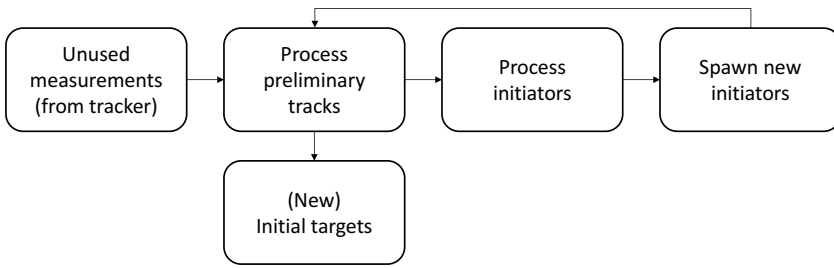 Unused
measurements
(from tracker)
Process
preliminary
tracks
Process
initiators
Spawn new
initiators
(New)
Initial targets